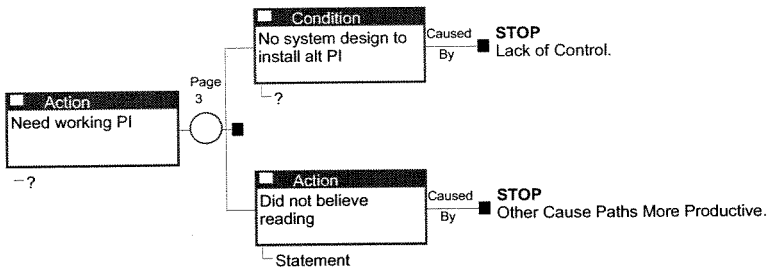 Action
Need working PI
?
Page
3
Condition
No system design to
install alt PI
?
Caused
By
STOP
Lack of Control.
Action
Did not believe
reading
Statement
Caused
By
STOP
Other Cause Paths More Productive.